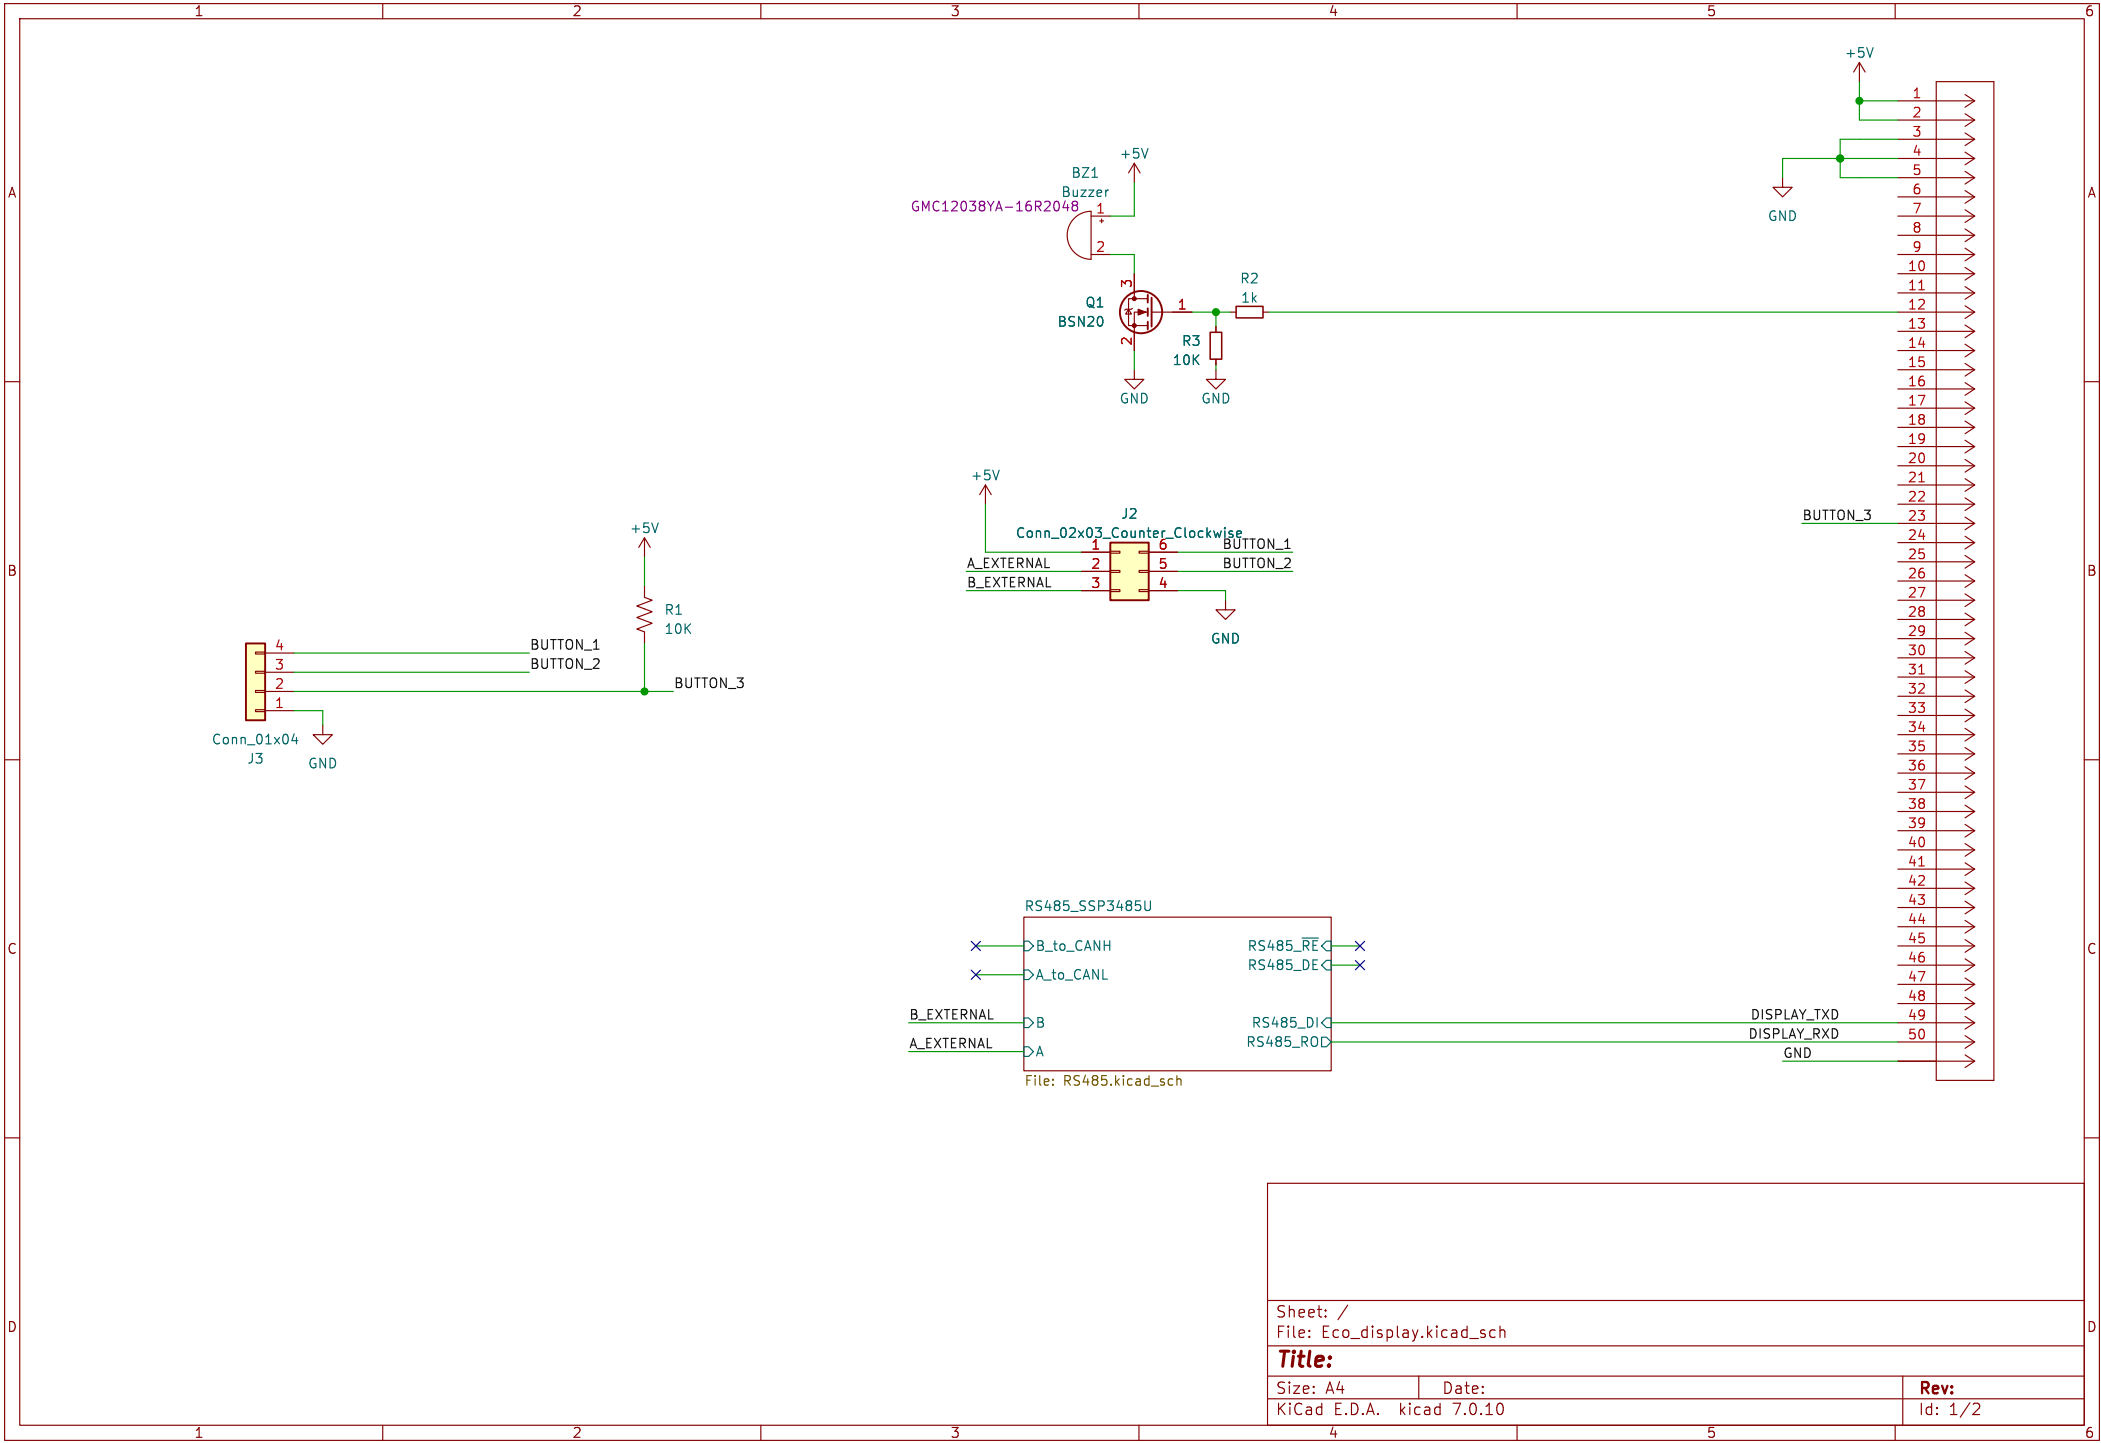 1 2 3 4 5 6
+5V
1
2
3
4
5
GND
6
7
8
9
10
11
12
13
14
15
16
17
18
19
20
21
22
23
BUTTON_3
24
25
26
27
28
29
30
31
32
33
34
35
36
37
38
39
40
41
42
43
44
45
46
47
48
DISPLAY_TXD 49
DISPLAY_RXD 50
GND
A A
+5V
BZ1
Buzzer
GMC12038YA-16R2048
1
+
2
3
Q1
BSN20
1
2
R2
1k
R3
10K
GND GND
B B
+5V
J2
Conn_02x03_Counter_Clockwise
1 6 BUTTON_1
A_EXTERNAL 2 5 BUTTON_2
B_EXTERNAL 3 4
GND
+5V
R1
10K
4 BUTTON_1
3 BUTTON_2
2 BUTTON_3
1
Conn_01x04
J3
GND
C C
RS485_SSP3485U
B_to_CANH RS485_RE
A_to_CANL RS485_DE
B_EXTERNAL B RS485_DI
A_EXTERNAL A RS485_RO
File: RS485.kicad_sch
D D
Sheet: /
File: Eco_display.kicad_sch
Title:
Size: A4 Date: Rev:
KiCad E.D.A. kicad 7.0.10 Id: 1/2
1 2 3 4 5 6